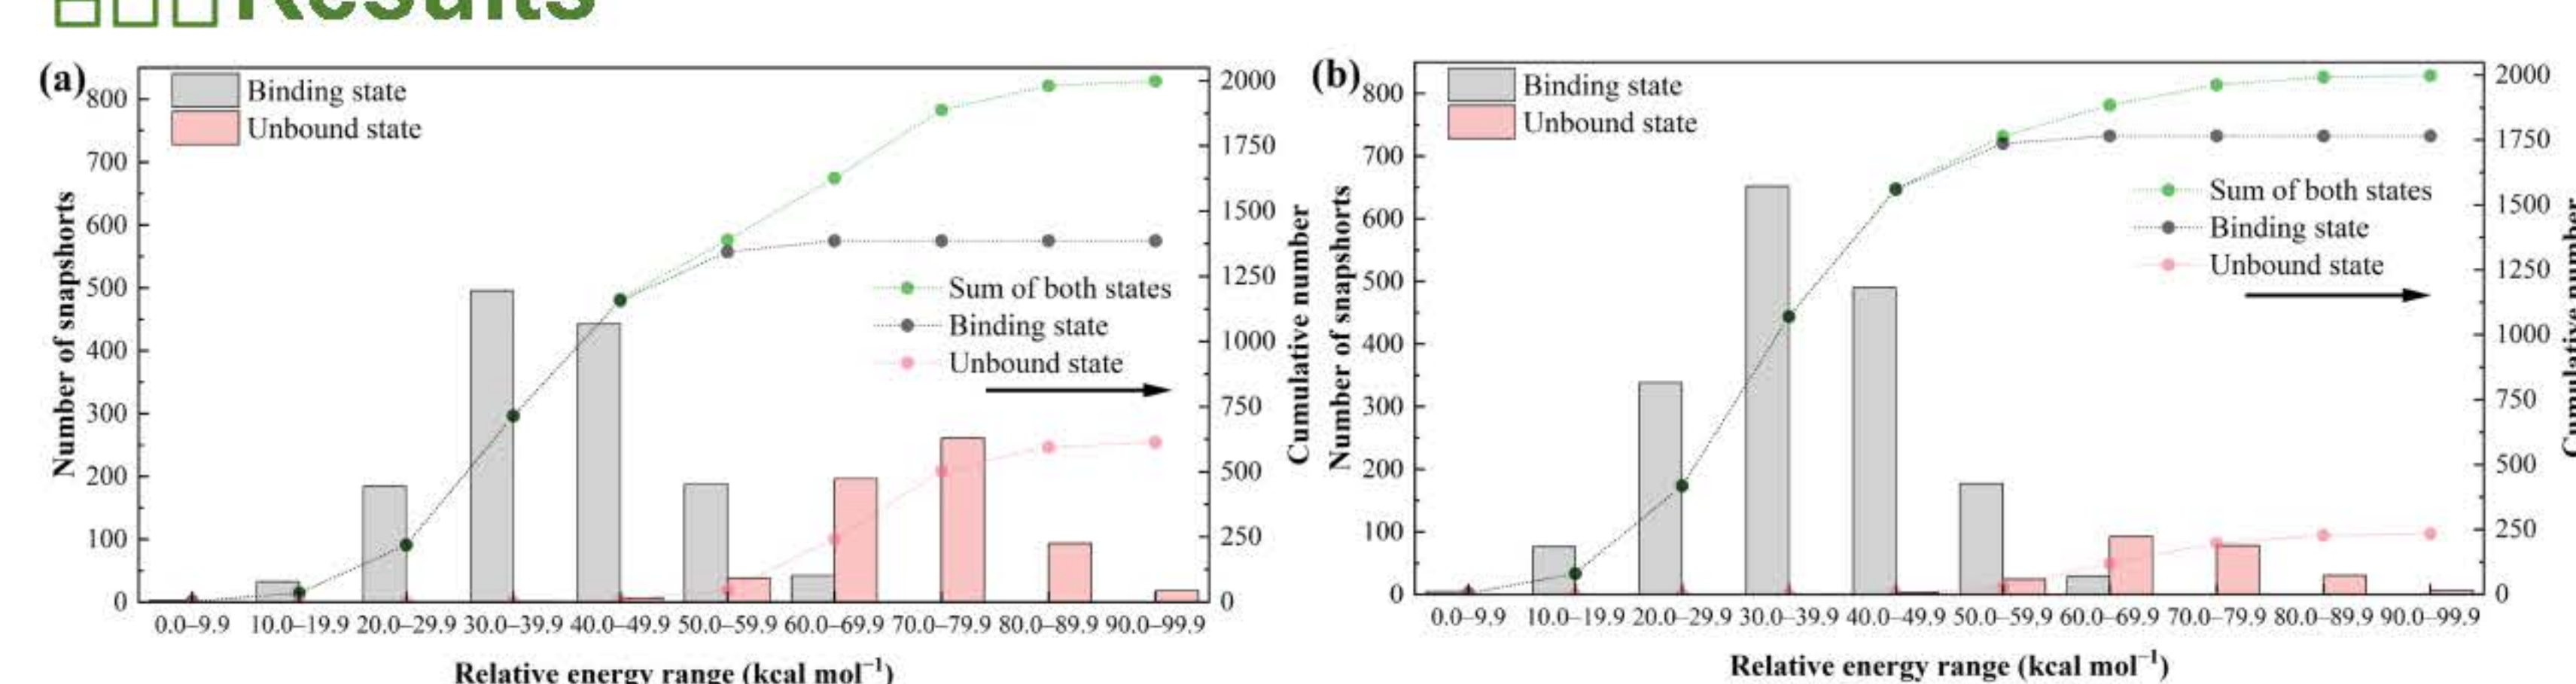 Results
(a)
Binding state
Unbound state
800
700
600
500
400
300
200
100
0
Number of snapshorts
2000
1750
1500
1250
1000
750
500
250
0
Cumulative number
Sum of both states
Binding state
Unbound state
0.0–9.9 10.0–19.9 20.0–29.9 30.0–39.9 40.0–49.9 50.0–59.9 60.0–69.9 70.0–79.9 80.0–89.9 90.0–99.9
Relative energy range (kcal mol⁻¹)
(b)
Binding state
Unbound state
800
700
600
500
400
300
200
100
0
Number of snapshorts
2000
1750
1500
1250
1000
750
500
250
0
Cumulative number
Sum of both states
Binding state
Unbound state
0.0–9.9 10.0–19.9 20.0–29.9 30.0–39.9 40.0–49.9 50.0–59.9 60.0–69.9 70.0–79.9 80.0–89.9 90.0–99.9
Relative energy range (kcal mol⁻¹)